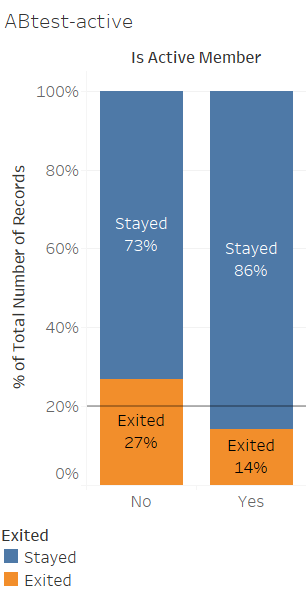 ABtest-active
Is Active Member
% of Total Number of Records
100%
80%
60%
40%
20%
0%
Stayed
73%
Exited
27%
Stayed
86%
Exited
14%
No
Yes
Exited
Stayed
Exited